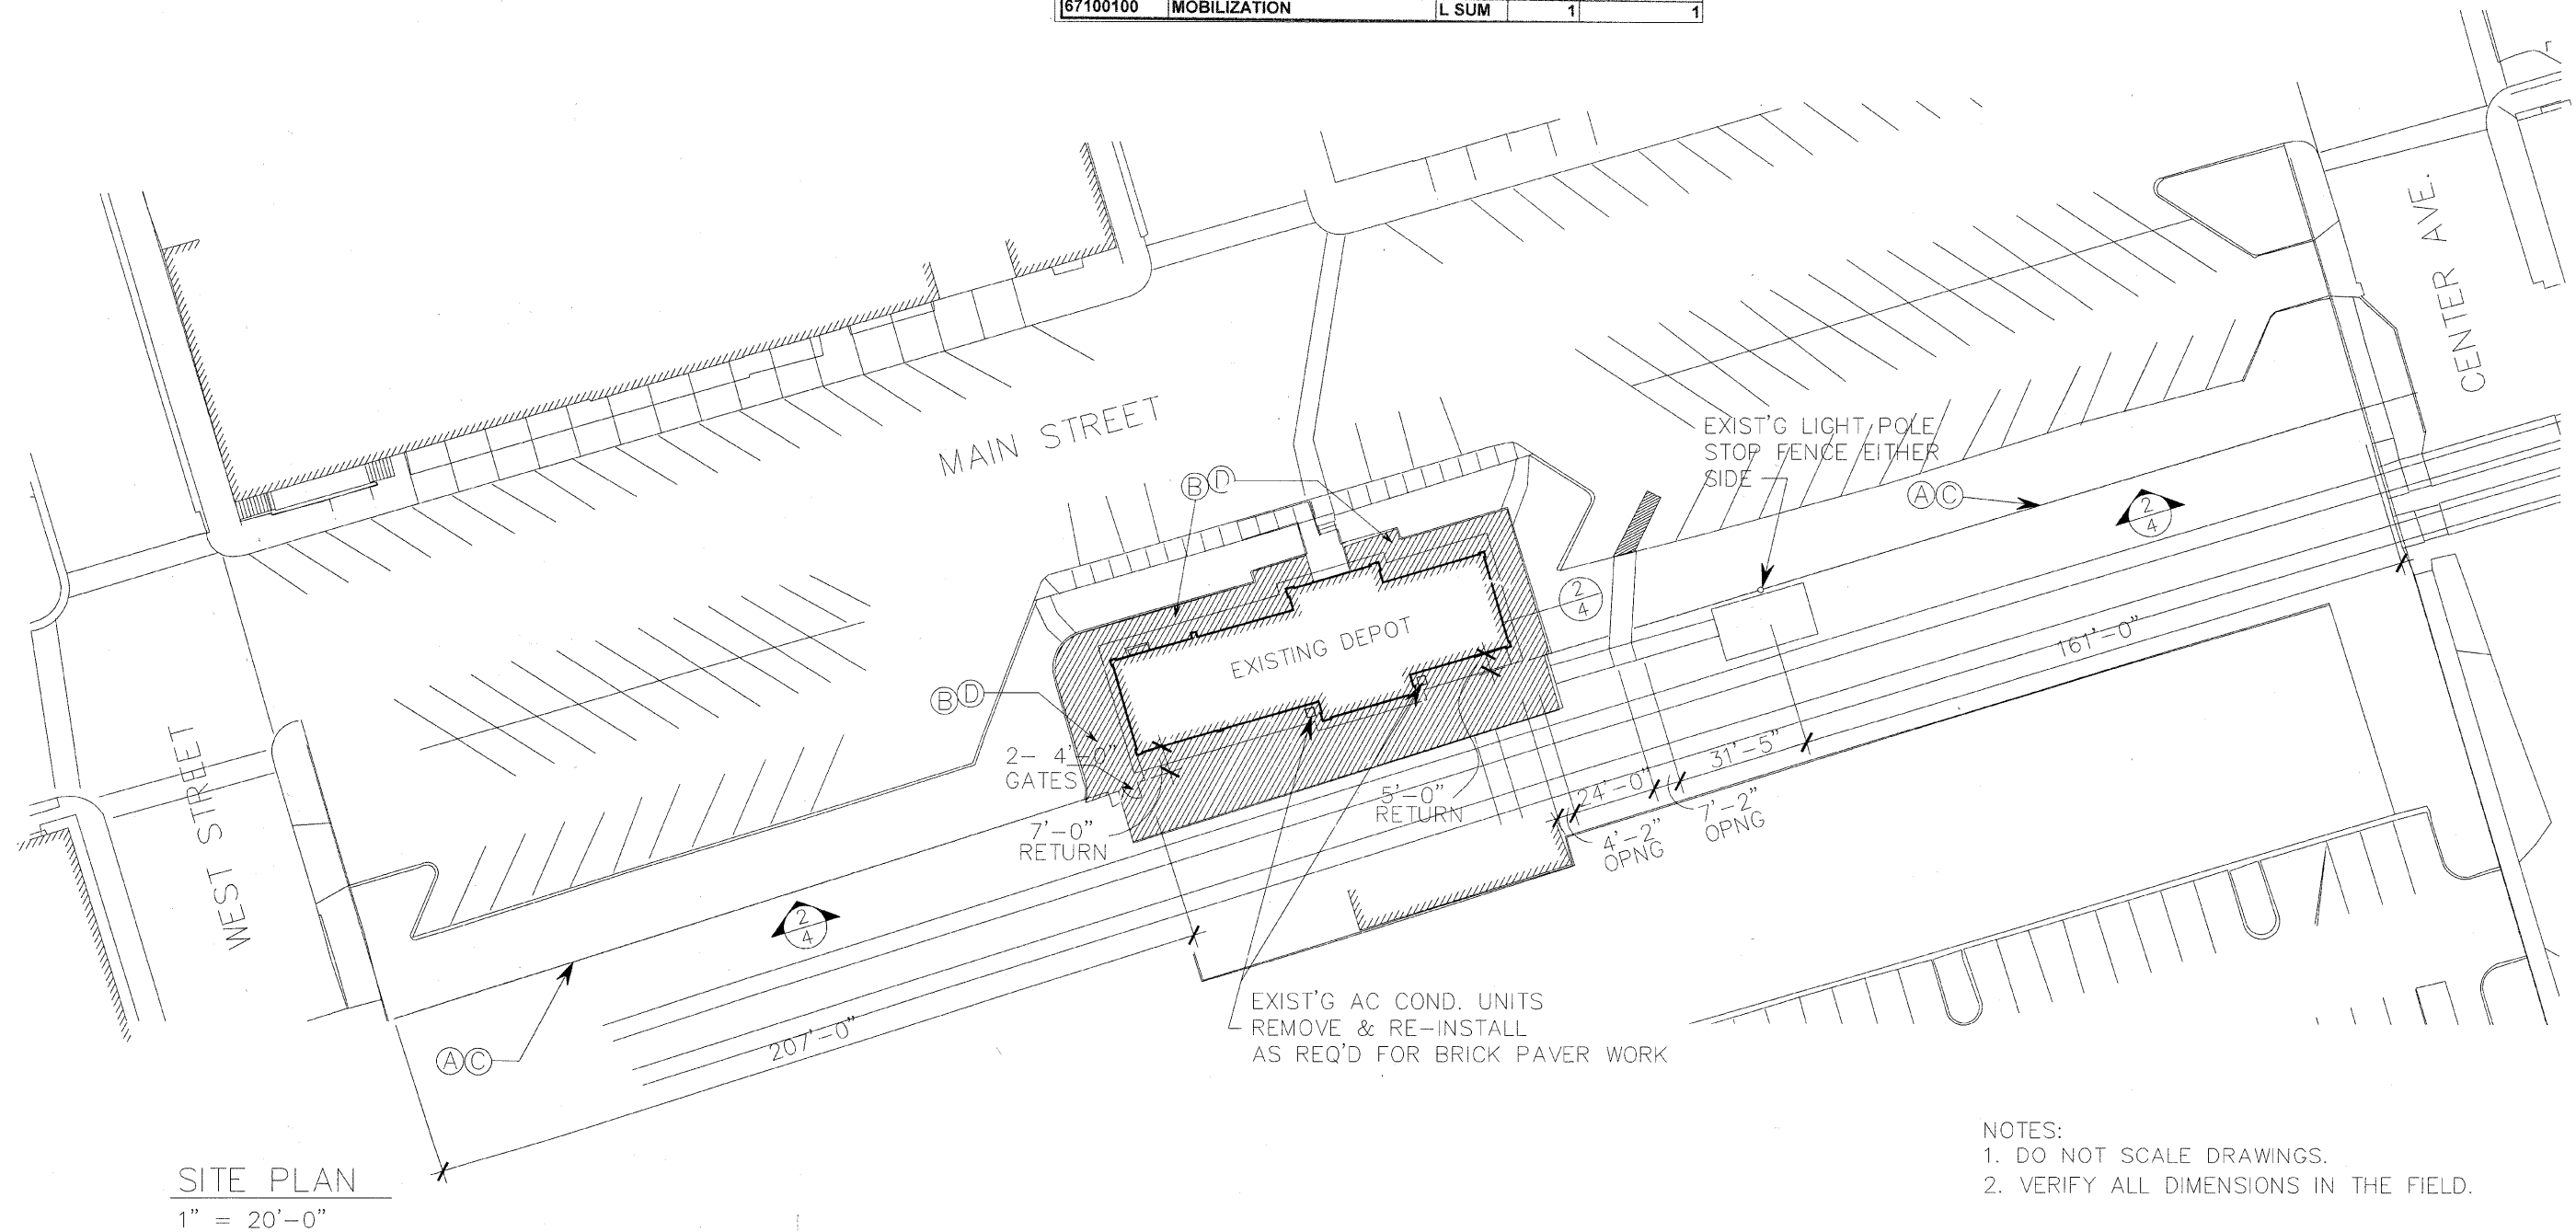 67100100 MOBILIZATION L SUM 1 1
CENTER AVE.
MAIN STREET
EXIST'G LIGHT POLE
STOP FENCE EITHER
SIDE
B D
A C
2
4
2
4
EXISTING DEPOT
161'-0"
B D
2- 4'-0"
GATES
WEST STREET
31'-5"
24'-0"
5'-0"
RETURN
7'-2"
OPNG
4'-2"
OPNG
7'-0"
RETURN
2
4
EXIST'G AC COND. UNITS
REMOVE & RE-INSTALL
AS REQ'D FOR BRICK PAVER WORK
207'-0"
A C
NOTES:
1. DO NOT SCALE DRAWINGS.
2. VERIFY ALL DIMENSIONS IN THE FIELD.
SITE PLAN
1" = 20'-0"